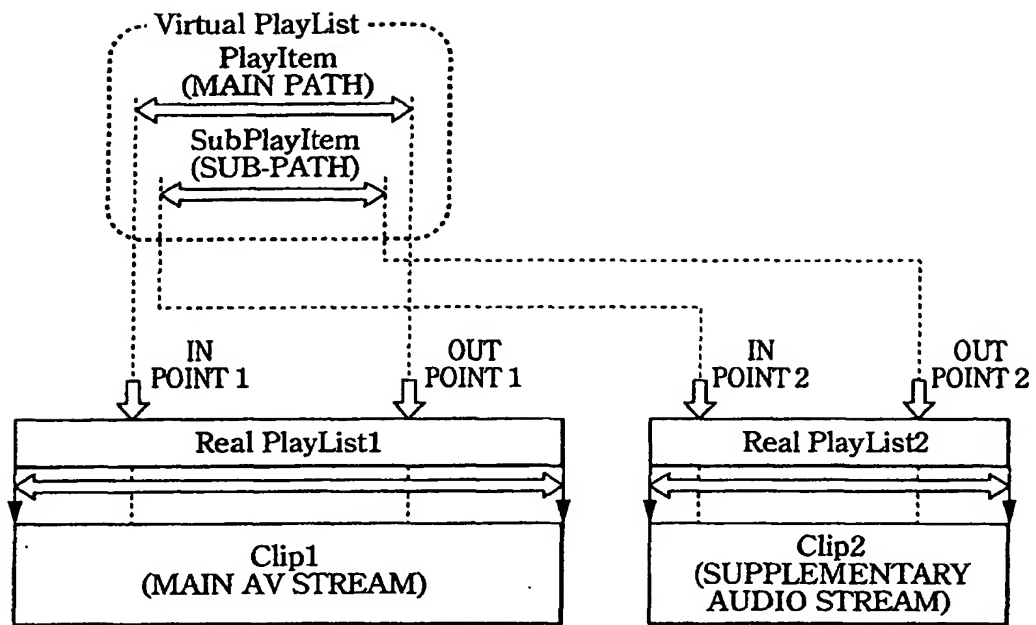 Virtual PlayList
PlayItem
(MAIN PATH)
SubPlayItem
(SUB-PATH)
IN
POINT 1
OUT
POINT 1
IN
POINT 2
OUT
POINT 2
Real PlayList1
Real PlayList2
Clip1
(MAIN AV STREAM)
Clip2
(SUPPLEMENTARY
AUDIO STREAM)